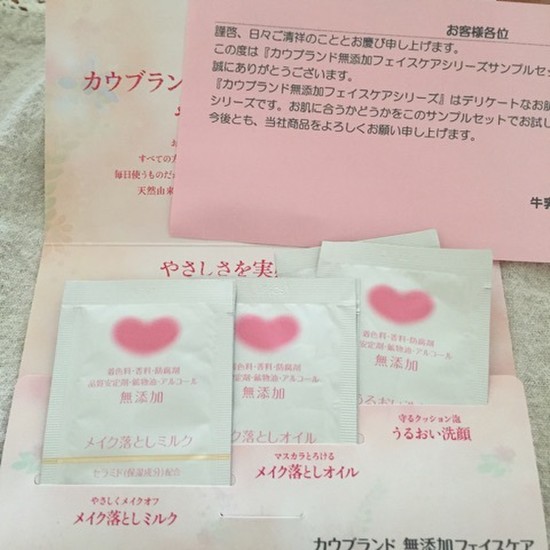 お客様各位
謹啓、日々ご清祥のこととお慶び申し上げます。
この度は『カウブランド無添加フェイスケアシリーズサンプルセッ
誠にありがとうございます。
『カウブランド無添加フェイスケアシリーズ』はデリケートなお肌
シリーズです。お肌に合うかどうかをこのサンプルセットでお試し
今後とも、当社商品をよろしくお願い申し上げます。
牛乳
カウブラン
すべての方
毎日使うものだ
天然由来
やさしさを実
着色料・香料・防腐剤
品質安定剤・鉱物油・アルコール
無添加
メイク落としミルク
セラミド(保湿成分)配合
着色料・香料・防腐剤
安定剤・鉱物油・アルコール
無添加
メイク落としオイル
着色料・香料・防腐剤
安定剤・鉱物油・アルコール
無添加
うるおい
守るクッション泡
うるおい洗顔
マスカラとろける
メイク落としオイル
やさしくメイクオフ
メイク落としミルク
カウブランド 無添加フェイスケア